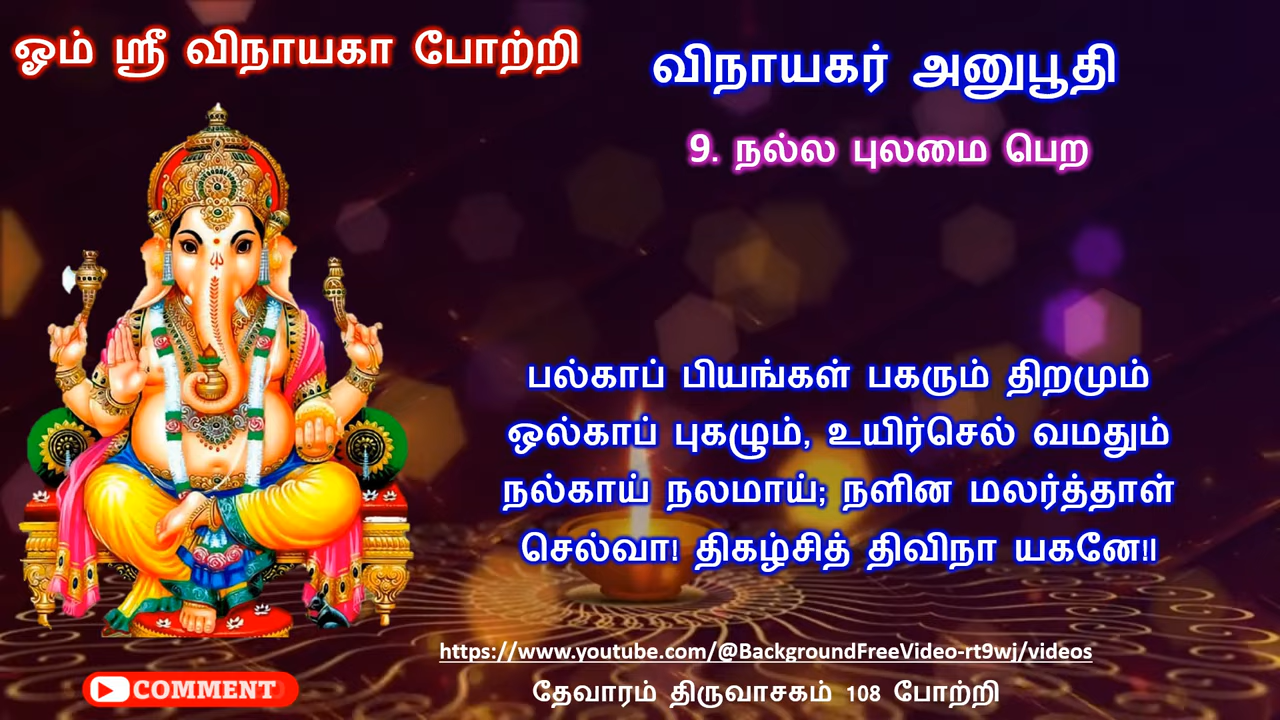 ஓம் ஸ்ரீ விநாயகா போற்றி
விநாயகர் அனுபூதி
9. நல்ல புலமை பெற
பல்காப் பியங்கள் பகரும் திறமும்
ஒல்காப் புகழும், உயிர்செல் வமதும்
நல்காய் நலமாய்; நளின மலர்த்தாள்
செல்வா! திகழ்சித் திவிநா யகனே!!
https://www.youtube.com/@BackgroundFreeVideo-rt9wj/videos
COMMENT
தேவாரம் திருவாசகம் 108 போற்றி